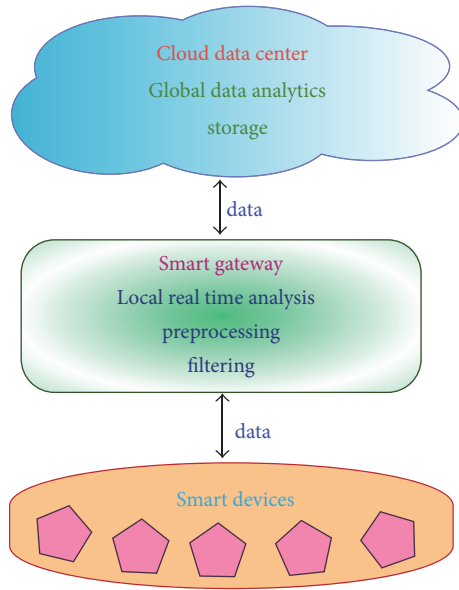 Cloud data center
Global data analytics
storage
data
Smart gateway
Local real time analysis
preprocessing
filtering
data
Smart devices